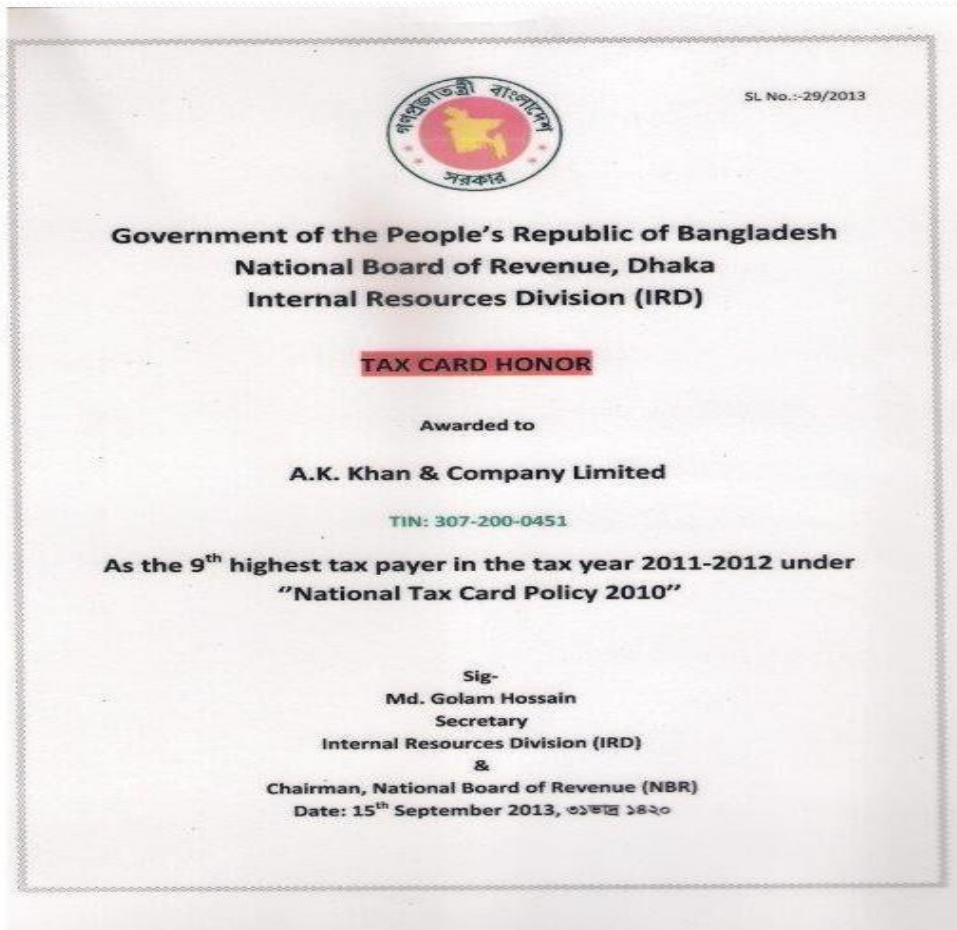 SL No.:-29/2013
গণপ্রজাতন্ত্রী বাংলাদেশ
সরকার
Government of the People's Republic of Bangladesh
National Board of Revenue, Dhaka
Internal Resources Division (IRD)
TAX CARD HONOR
Awarded to
A.K. Khan & Company Limited
TIN: 307-200-0451
As the 9th highest tax payer in the tax year 2011-2012 under
“National Tax Card Policy 2010”
Sig-
Md. Golam Hossain
Secretary
Internal Resources Division (IRD)
&
Chairman, National Board of Revenue (NBR)
Date: 15th September 2013, ৩১ভাদ্র ১৪২০